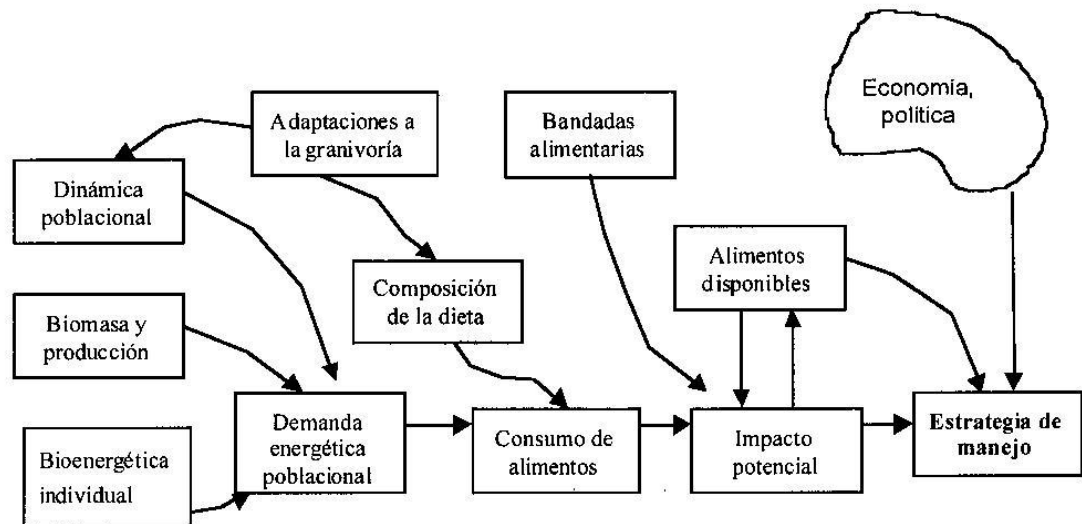 Economía,
política
Adaptaciones a
la granivoría
Bandadas
alimentarias
Dinámica
poblacional
Alimentos
disponibles
Composición
de la dieta
Biomasa y
producción
Demanda
energética
poblacional
Consumo de
alimentos
Impacto
potencial
Estrategia de
manejo
Bioenergética
individual